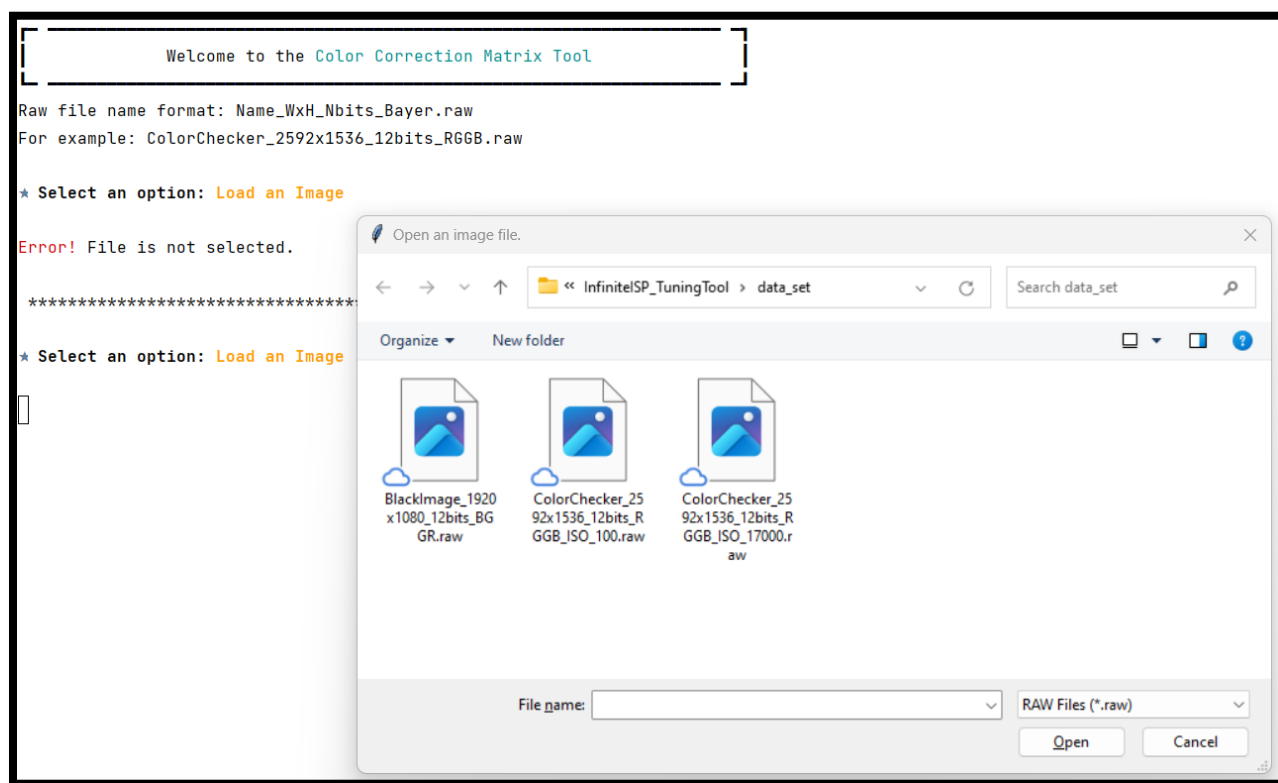 Welcome to the Color Correction Matrix Tool
Raw file name format: Name_WxH_Nbits_Bayer.raw
For example: ColorChecker_2592x1536_12bits_RGGB.raw
★ Select an option: Load an Image
Error! File is not selected.
*********************************
★ Select an option: Load an Image
Open an image file.
« InfiniteISP_TuningTool › data_set
Search data_set
Organize
New folder
BlackImage_1920
x1080_12bits_BG
GR.raw
ColorChecker_25
92x1536_12bits_R
GGB_ISO_100.raw
ColorChecker_25
92x1536_12bits_R
GGB_ISO_17000.r
aw
File name:
RAW Files (*.raw)
Open
Cancel